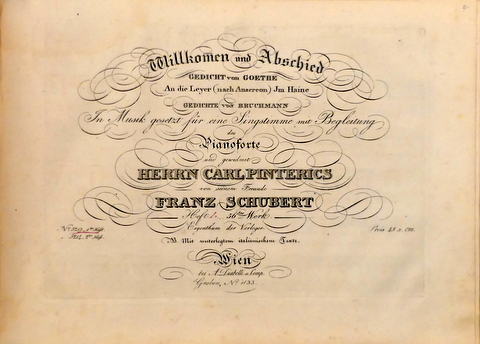 Willkomen und Abschied
GEDICHT von GOETHE
An die Leyer (nach Anacreon) Im Haine
GEDICHTE von BRUCHMANN
In Musik gesetzt für eine Singstimme mit Begleitung
des
Pianoforte
und gewidmet
HERRN CARL PINTERICS
von seinem Freunde
FRANZ SCHUBERT
56tes Werk
Eigenthum der Verleger
Mit unterlegtem italienischem Texte.
Wien
bei Ant. Diabelli u. Comp.
Graben, No. 1133.